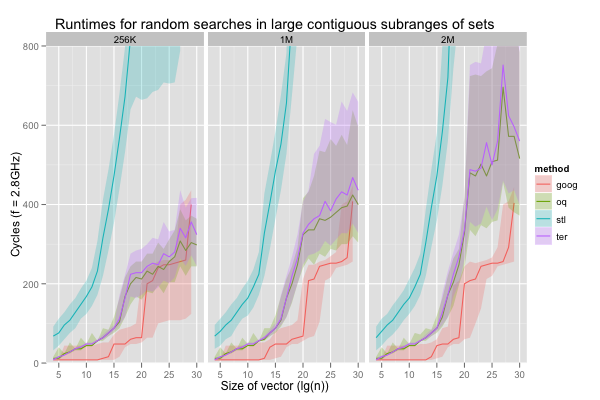 Runtimes for random searches in large contiguous subranges of sets
256K 1M 2M
800
600
400
200
0
Cycles (f = 2.8GHz)
5 10 15 20 25 30 5 10 15 20 25 30 5 10 15 20 25 30
Size of vector (lg(n))
method
goog
oq
stl
ter